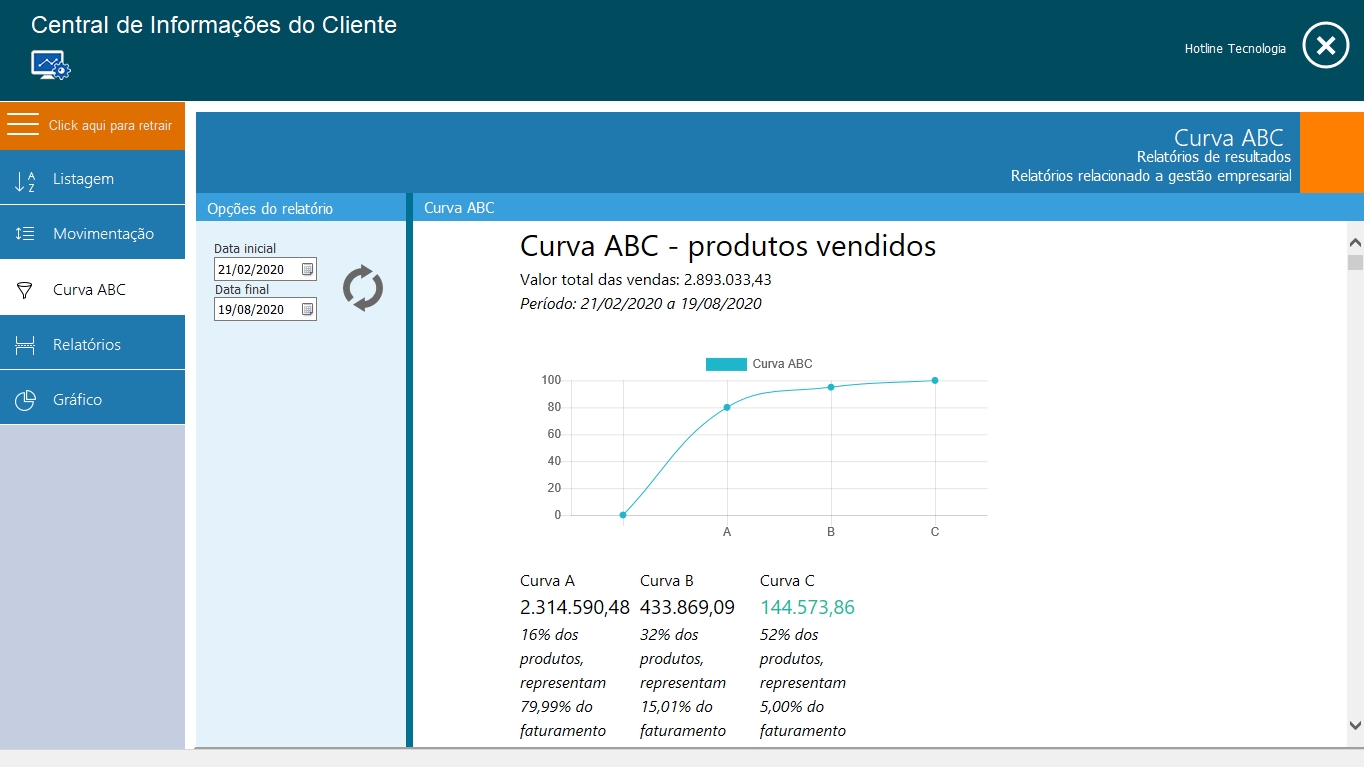 Central de Informações do Cliente
Hotline Tecnologia
Click aqui para retrair
Listagem
Movimentação
Curva ABC
Relatórios
Gráfico
Curva ABC
Relatórios de resultados
Relatórios relacionado a gestão empresarial
Opções do relatório
Data inicial
21/02/2020
Data final
19/08/2020
Curva ABC
Curva ABC - produtos vendidos
Valor total das vendas: 2.893.033,43
Período: 21/02/2020 a 19/08/2020
Curva ABC
100
80
60
40
20
0
A B C
Curva A
2.314.590,48
16% dos
produtos,
representam
79,99% do
faturamento
Curva B
433.869,09
32% dos
produtos,
representam
15,01% do
faturamento
Curva C
144.573,86
52% dos
produtos,
representam
5,00% do
faturamento